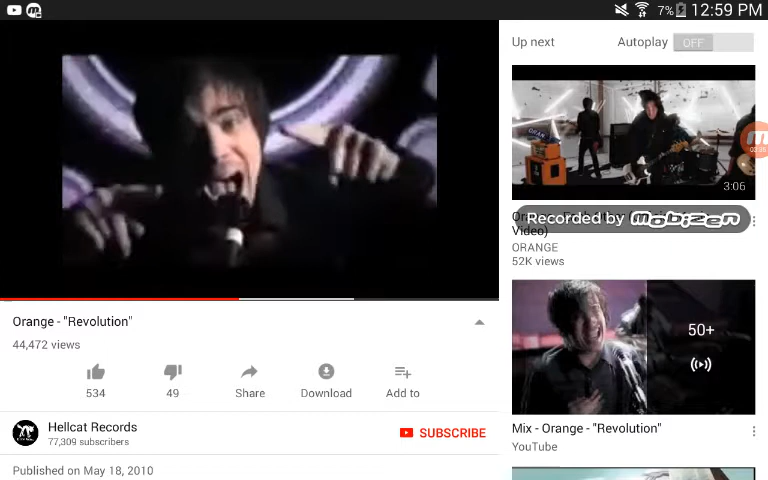 7% 12:59 PM
Up next
Autoplay OFF
3:06
Recorded by MOBIZEN
Video)
ORANGE
52K views
Orange - "Revolution"
44,472 views
534
49
Share
Download
Add to
50+
Hellcat Records
77,309 subscribers
SUBSCRIBE
Mix - Orange - "Revolution"
YouTube
Published on May 18, 2010